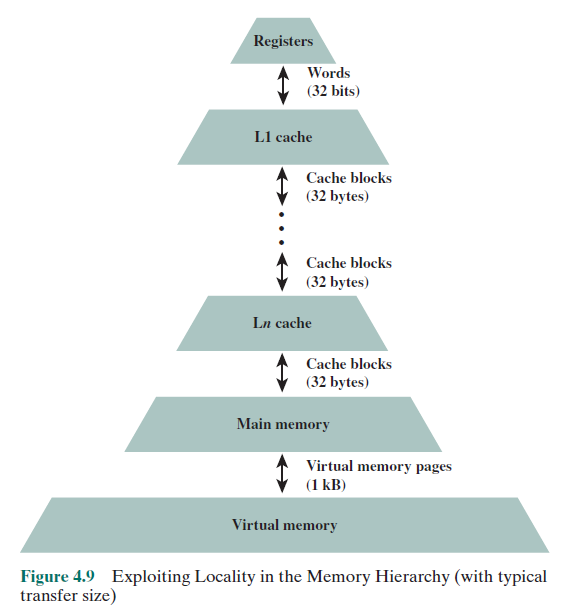 Registers
Words
(32 bits)
L1 cache
Cache blocks
(32 bytes)
Cache blocks
(32 bytes)
Ln cache
Cache blocks
(32 bytes)
Main memory
Virtual memory pages
(1 kB)
Virtual memory
Figure 4.9 Exploiting Locality in the Memory Hierarchy (with typical
transfer size)